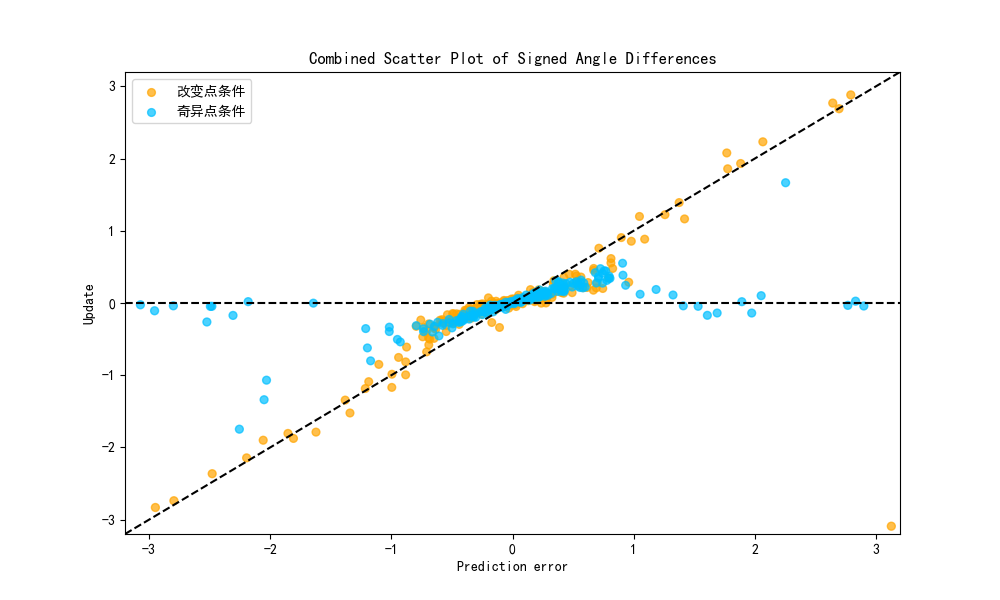 Combined Scatter Plot of Signed Angle Differences
改变点条件
奇异点条件
3
2
1
0
−1
−2
−3
Update
−3 −2 −1 0 1 2 3
Prediction error